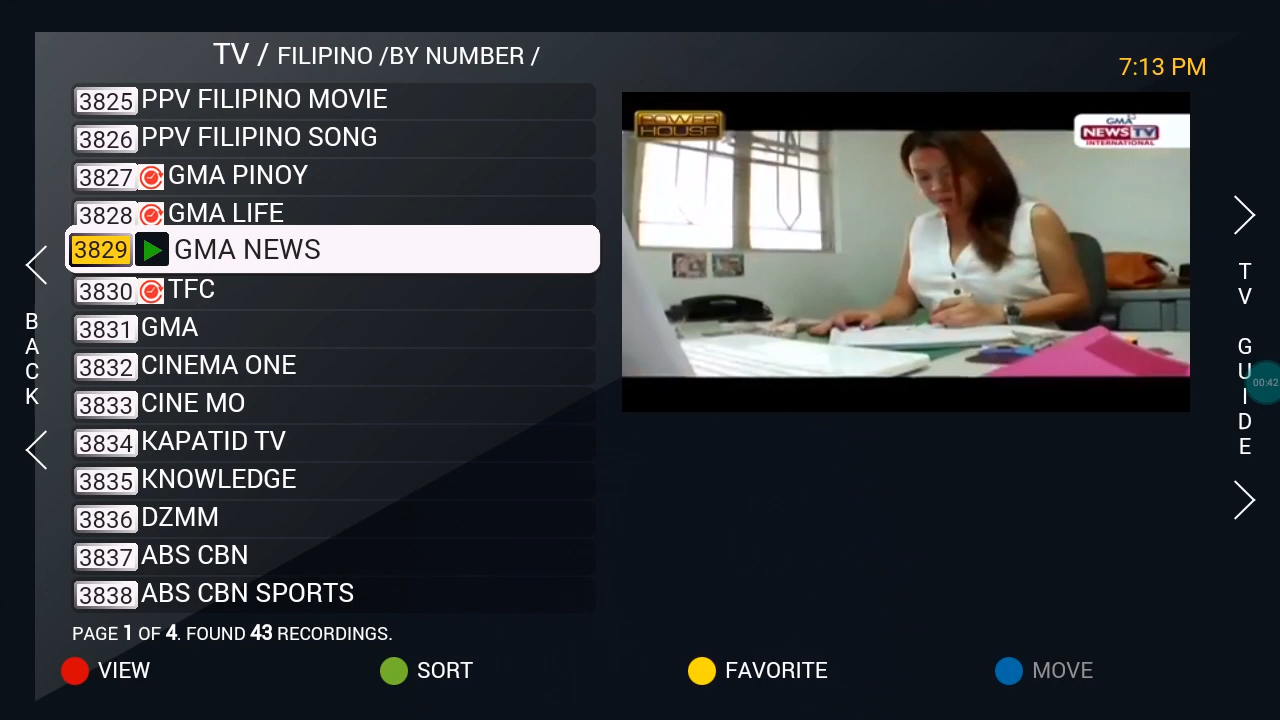 TV / FILIPINO /BY NUMBER /
7:13 PM
3825 PPV FILIPINO MOVIE
3826 PPV FILIPINO SONG
3827 GMA PINOY
3828 GMA LIFE
3829 GMA NEWS
3830 TFC
3831 GMA
3832 CINEMA ONE
3833 CINE MO
3834 KAPATID TV
3835 KNOWLEDGE
3836 DZMM
3837 ABS CBN
3838 ABS CBN SPORTS
PAGE 1 OF 4. FOUND 43 RECORDINGS.
VIEW
SORT
FAVORITE
MOVE
BACK
POWER
HOUSE
GMA
NEWS TV
INTERNATIONAL
TV GUIDE
00:42